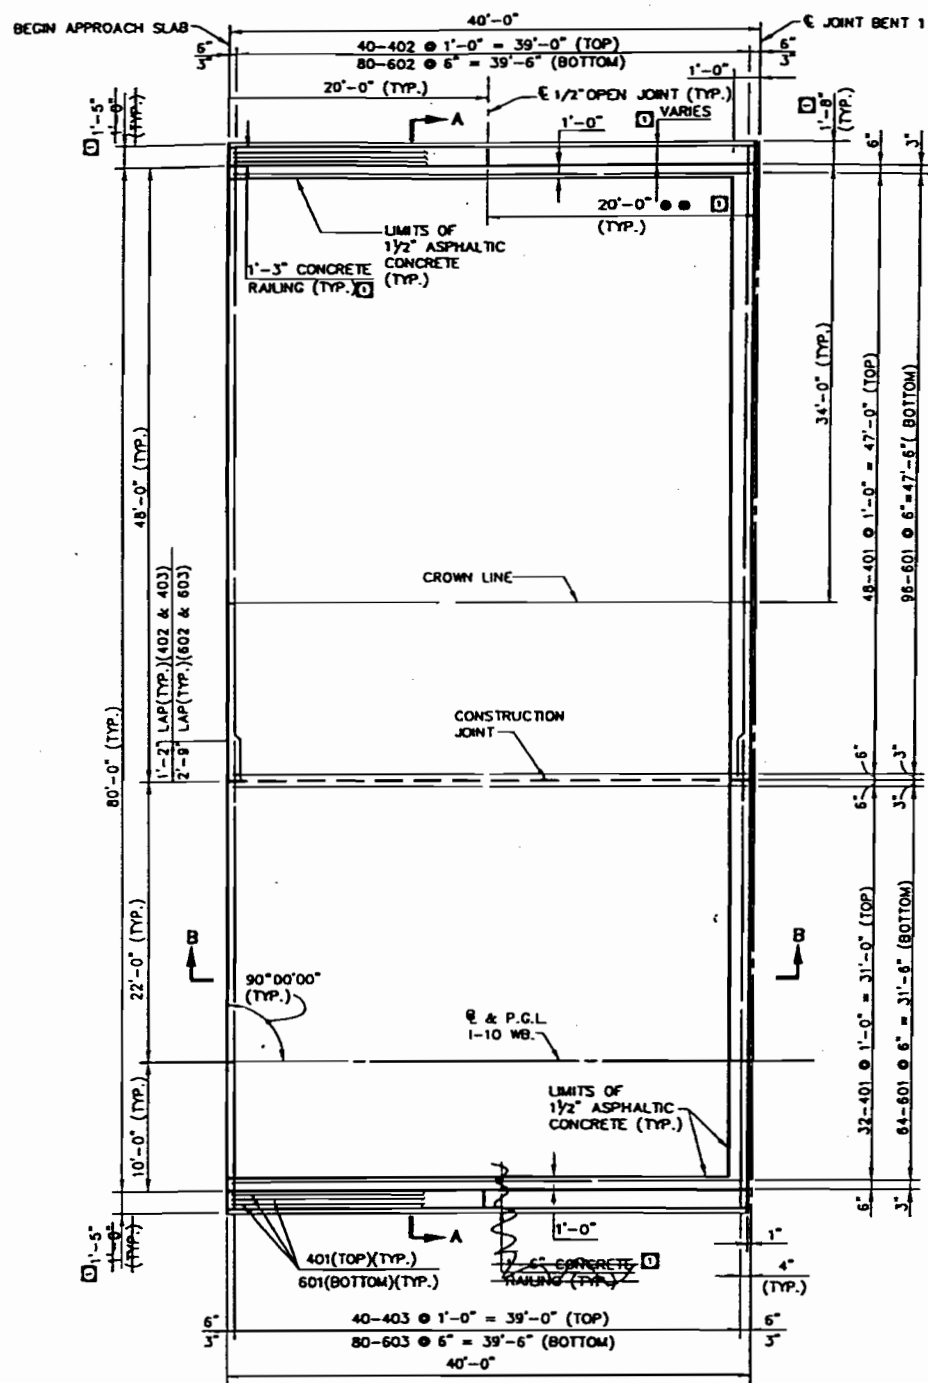 BEGIN APPROACH SLAB
40'-0"
℄ JOINT BENT 1
6"
3"
40-402 @ 1'-0" = 39'-0" (TOP)
80-602 @ 6" = 39'-6" (BOTTOM)
6"
3"
1'-0"
20'-0" (TYP.)
℄ 1/2" OPEN JOINT (TYP.)
1 1'-5"
1'-8"
(TYP.)
A
1'-0"
1 VARIES
1
1'-8"
(TYP.)
6"
3"
20'-0" ●● 1
(TYP.)
LIMITS OF
1½" ASPHALTIC
CONCRETE
(TYP.)
1'-3" CONCRETE
RAILING (TYP.) 1
34'-0" (TYP.)
48-401 @ 1'-0" = 47'-0" (TOP)
96-601 @ 6"=47'-6"( BOTTOM)
48'-0" (TYP.)
80'-0" (TYP.)
1'-2" LAP(TYP.)(402 & 403)
2'-9" LAP(TYP.)(602 & 603)
CROWN LINE
CONSTRUCTION
JOINT
6"
3"
6"
3"
22'-0" (TYP.)
B
B
90°00'00"
(TYP.)
℄ & P.G.L.
I-10 WB.
32-401 @ 1'-0" = 31'-0" (TOP)
64-601 @ 6" = 31'-6" (BOTTOM)
LIMITS OF
1½" ASPHALTIC
CONCRETE (TYP.)
10'-0" (TYP.)
6"
3"
1 1'-5"
(TYP.)
A
1'-0"
1"
401(TOP)(TYP.)
601(BOTTOM)(TYP.)
6" CONCRETE 1
RAILING (TYP.)
4"
(TYP.)
6"
3"
40-403 @ 1'-0" = 39'-0" (TOP)
80-603 @ 6" = 39'-6" (BOTTOM)
6"
3"
40'-0"